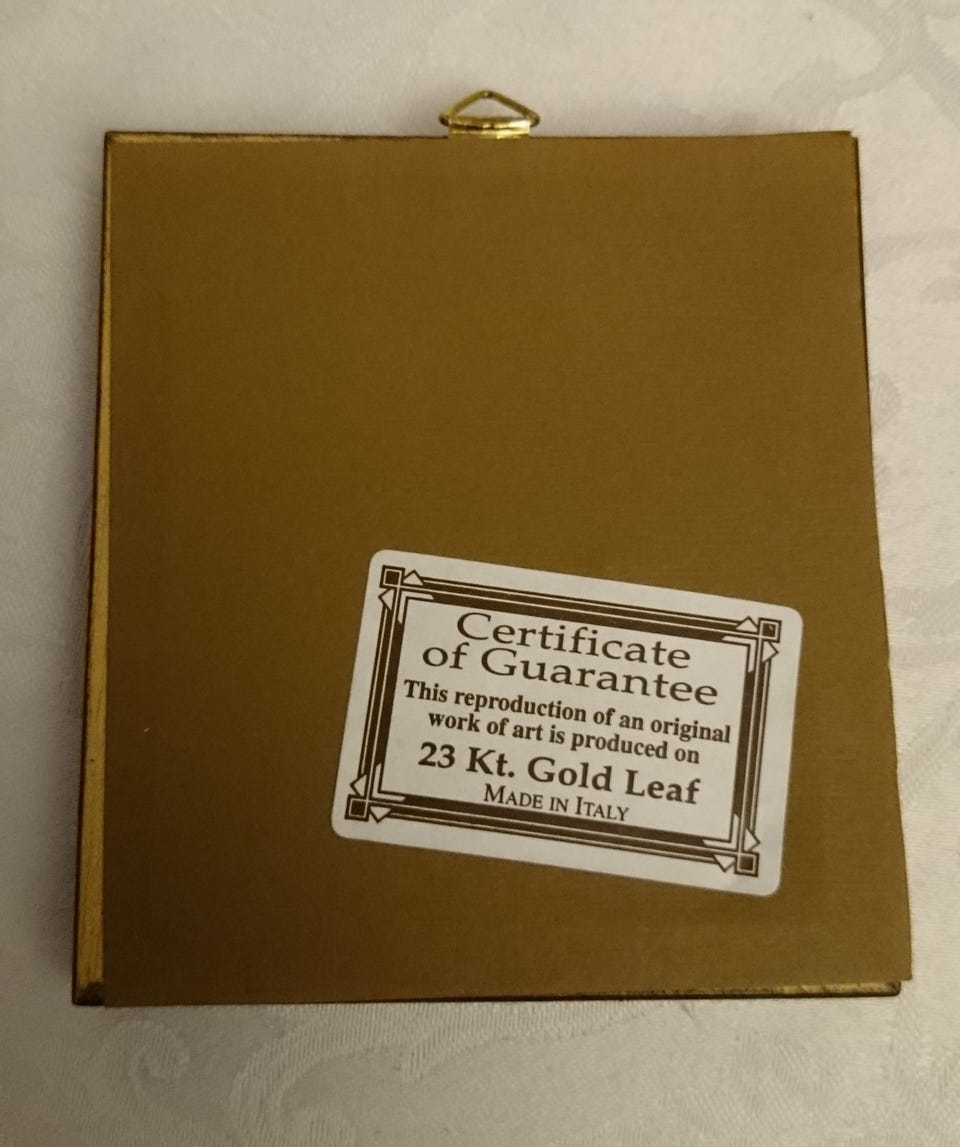 Certificate
of Guarantee
This reproduction of an original
work of art is produced on
23 Kt. Gold Leaf
MADE IN ITALY